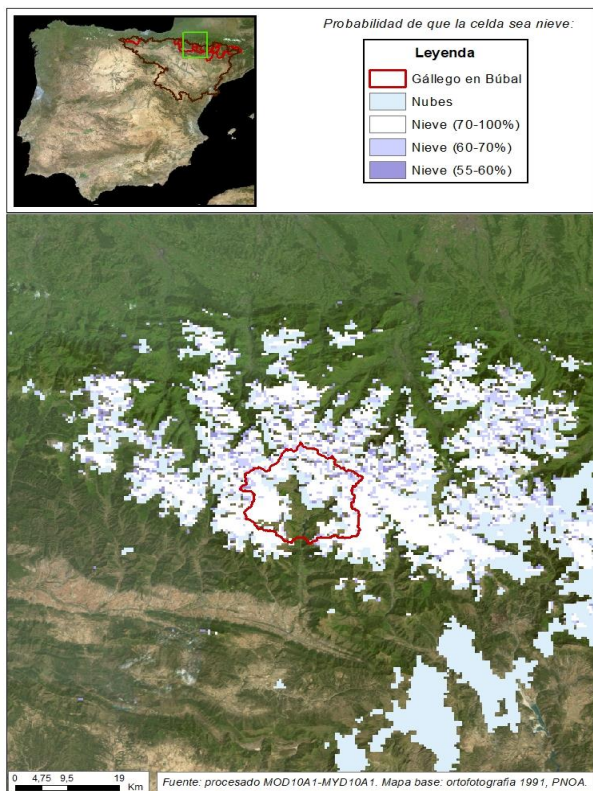 Probabilidad de que la celda sea nieve:
Leyenda
Gállego en Búbal
Nubes
Nieve (70-100%)
Nieve (60-70%)
Nieve (55-60%)
0 4,75 9,5 19
Km
Fuente: procesado MOD10A1-MYD10A1. Mapa base: ortofotografía 1991, PNOA.